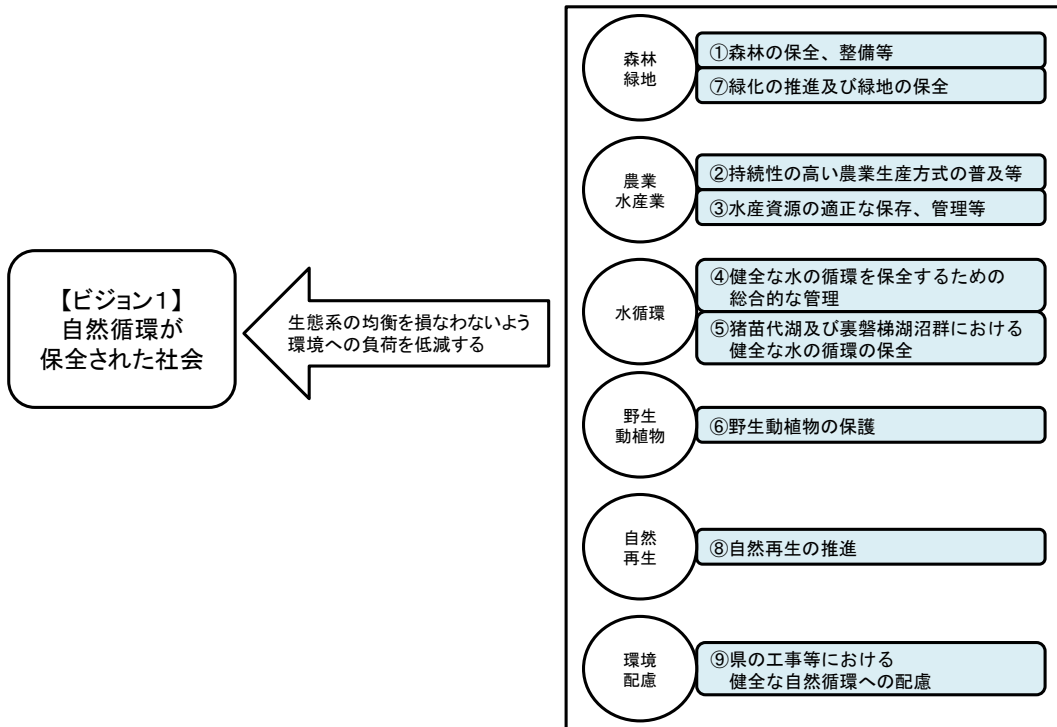 【ビジョン1】
自然循環が
保全された社会
生態系の均衡を損なわないよう
環境への負荷を低減する
森林
緑地
①森林の保全、整備等
⑦緑化の推進及び緑地の保全
農業
水産業
②持続性の高い農業生産方式の普及等
③水産資源の適正な保存、管理等
水循環
④健全な水の循環を保全するための
総合的な管理
⑤猪苗代湖及び裏磐梯湖沼群における
健全な水の循環の保全
野生
動植物
⑥野生動植物の保護
自然
再生
⑧自然再生の推進
環境
配慮
⑨県の工事等における
健全な自然循環への配慮